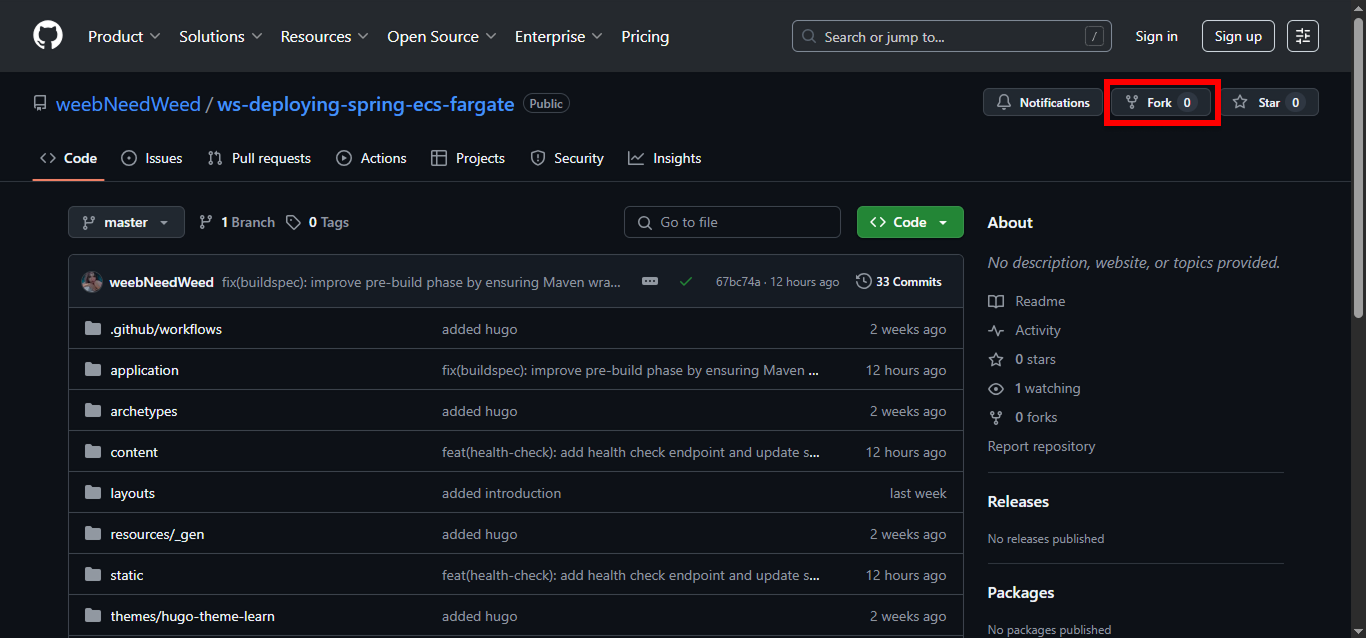 Product Solutions Resources Open Source Enterprise Pricing Search or jump to... / Sign in Sign up
weebNeedWeed / ws-deploying-spring-ecs-fargate Public Notifications Fork 0 Star 0
Code Issues Pull requests Actions Projects Security Insights
master 1 Branch 0 Tags Go to file Code
weebNeedWeed fix(buildspec): improve pre-build phase by ensuring Maven wra... 67bc74a · 12 hours ago 33 Commits
.github/workflows added hugo 2 weeks ago
application fix(buildspec): improve pre-build phase by ensuring Maven ... 12 hours ago
archetypes added hugo 2 weeks ago
content feat(health-check): add health check endpoint and update s... 12 hours ago
layouts added introduction last week
resources/_gen added hugo 2 weeks ago
static feat(health-check): add health check endpoint and update s... 12 hours ago
themes/hugo-theme-learn added hugo 2 weeks ago
About
No description, website, or topics provided.
Readme
Activity
0 stars
1 watching
0 forks
Report repository
Releases
No releases published
Packages
No packages published